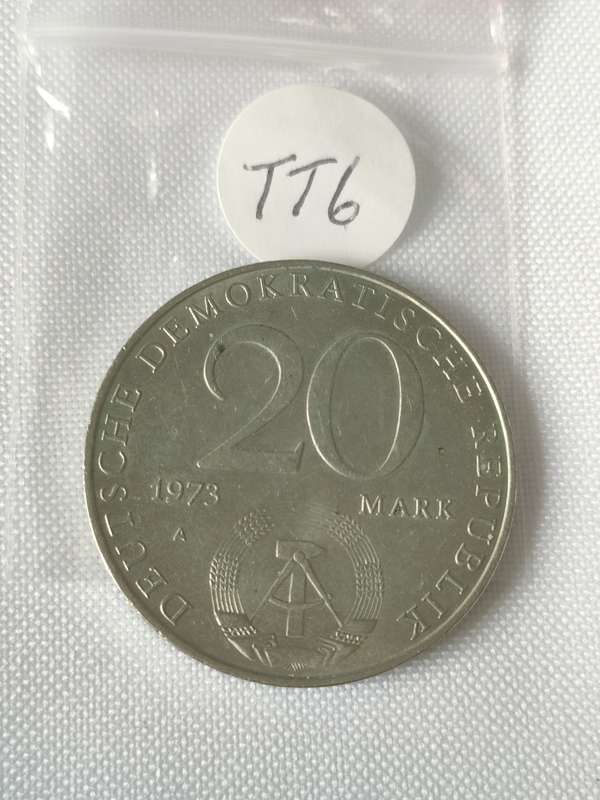 TT6
DEUTSCHE DEMOKRATISCHE REPUBLIK
20
1973 MARK
A